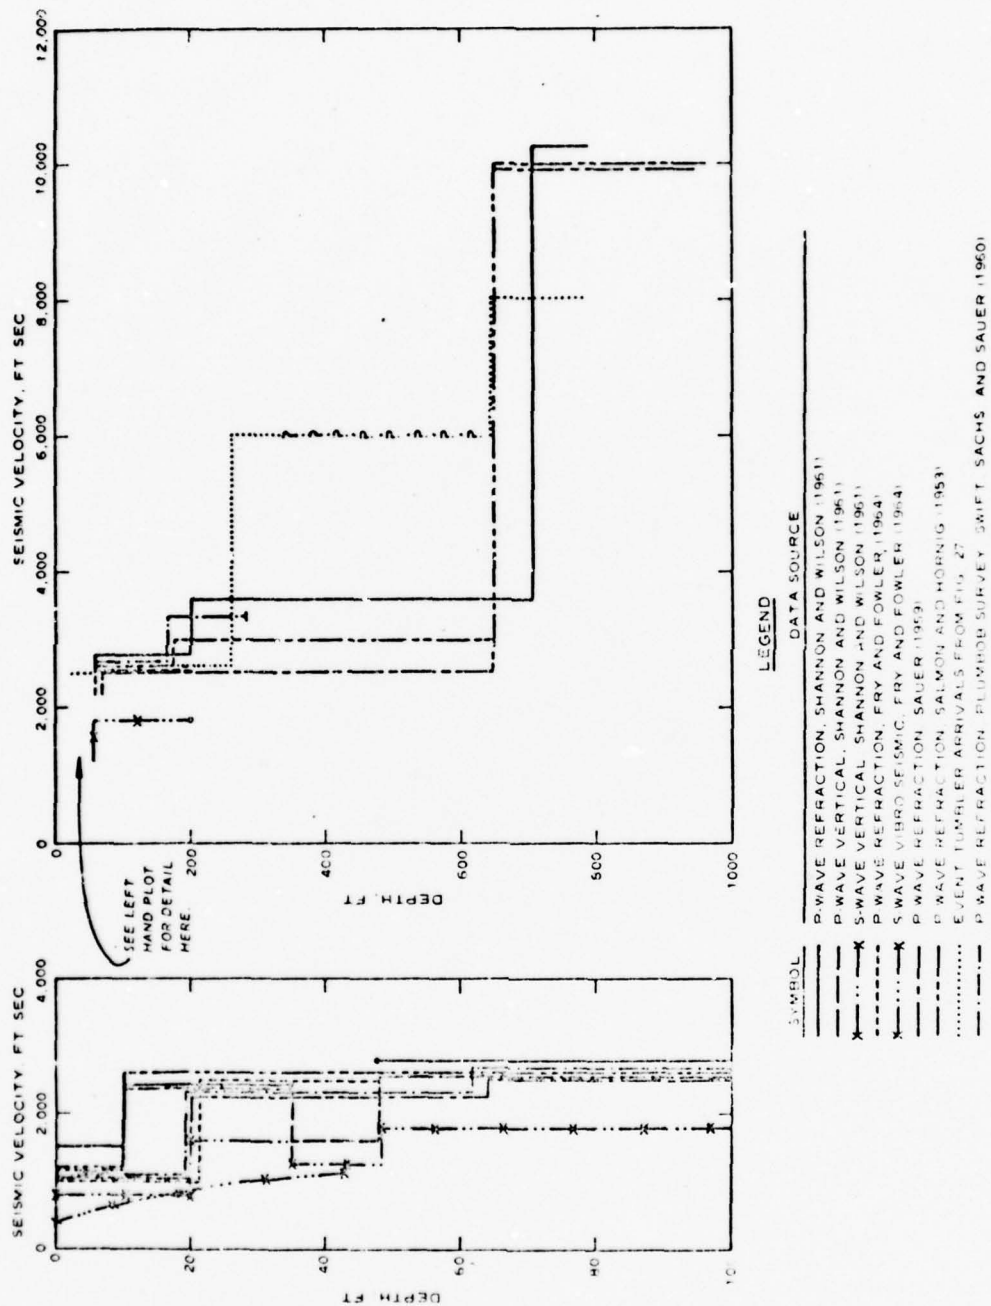 SEISMIC VELOCITY, FT SEC
0
2,000
4,000
6,000
8,000
10,000
12,000
0
200
400
600
800
1000
DEPTH, FT
SEE LEFT
HAND PLOT
FOR DETAIL
HERE.
SEISMIC VELOCITY FT SEC
0
2,000
4,000
0
20
40
60
80
DEPTH FT
LEGEND
SYMBOL DATA SOURCE
P-WAVE REFRACTION, SHANNON AND WILSON (1961)
P WAVE VERTICAL, SHANNON AND WILSON (1961)
S-WAVE VERTICAL, SHANNON AND WILSON (1961)
P WAVE REFRACTION, FRY AND FOWLER (1964)
S WAVE VIBRO SEISMIC, FRY AND FOWLER (1964)
P WAVE REFRACTION, SAUER (1959)
P WAVE REFRACTION, SALMON AND HORNIG (1953)
EVENT TUMBLER ARRIVALS FROM FIG. 27
P WAVE REFRACTION, PLUMBOB SURVEY, SWIFT, SACHS AND SAUER (1960)